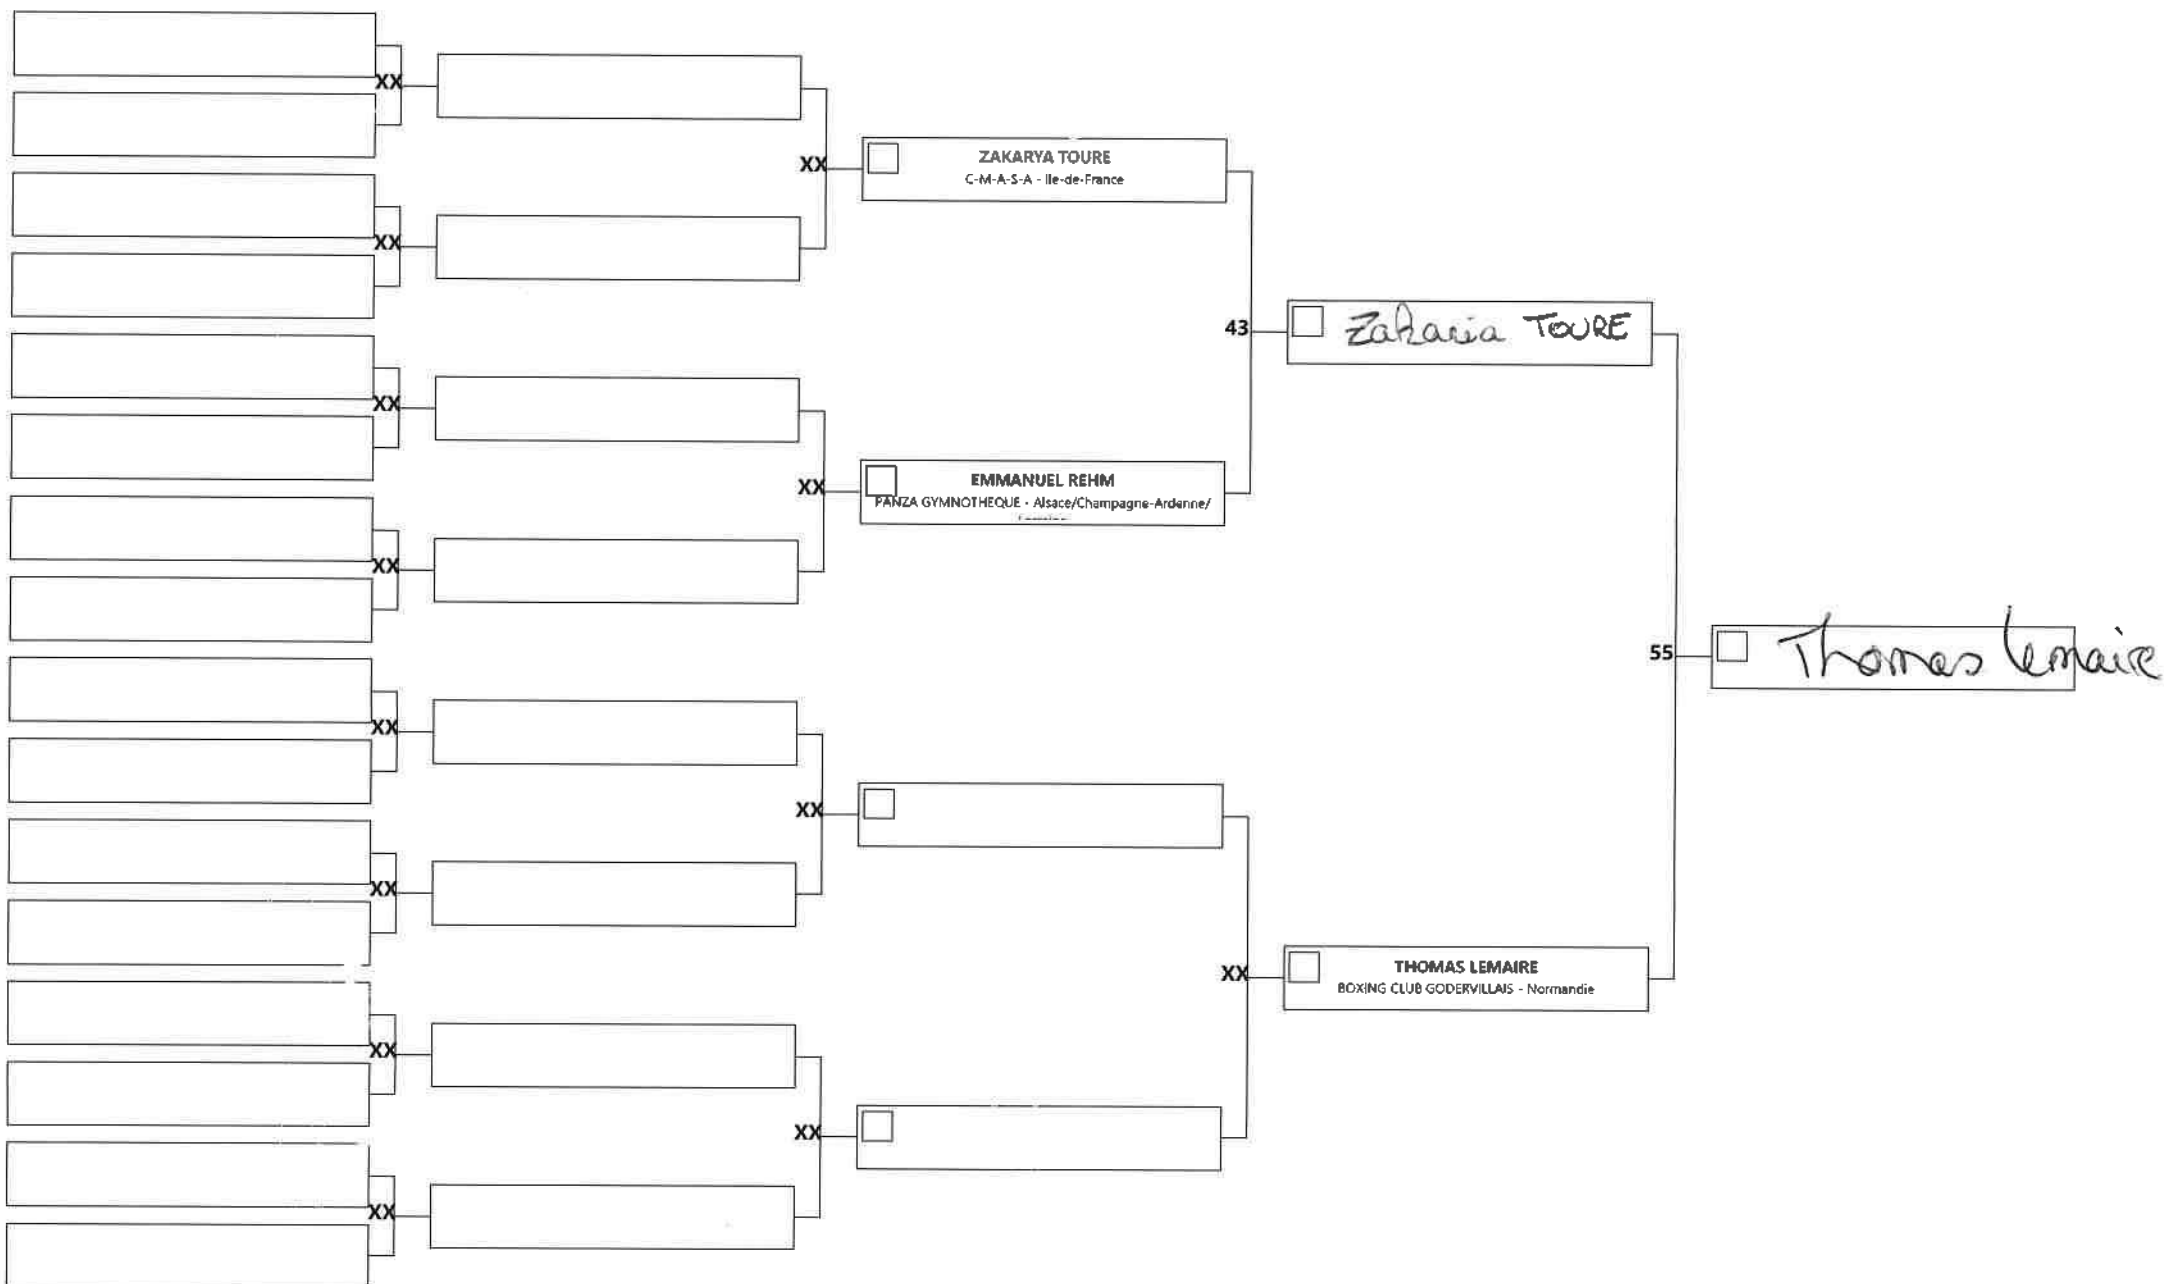 XX
XX
ZAKARYA TOURE
C-M-A-S-A - Ile-de-France
XX
XX
43
Zakaria TOURE
XX
XX
EMMANUEL REHM
PANZA GYMNOTHEQUE - Alsace/Champagne-Ardenne/
XX
55
Thomas Lemaire
XX
XX
XX
XX
THOMAS LEMAIRE
BOXING CLUB GODERVILLAIS - Normandie
XX
XX
XX